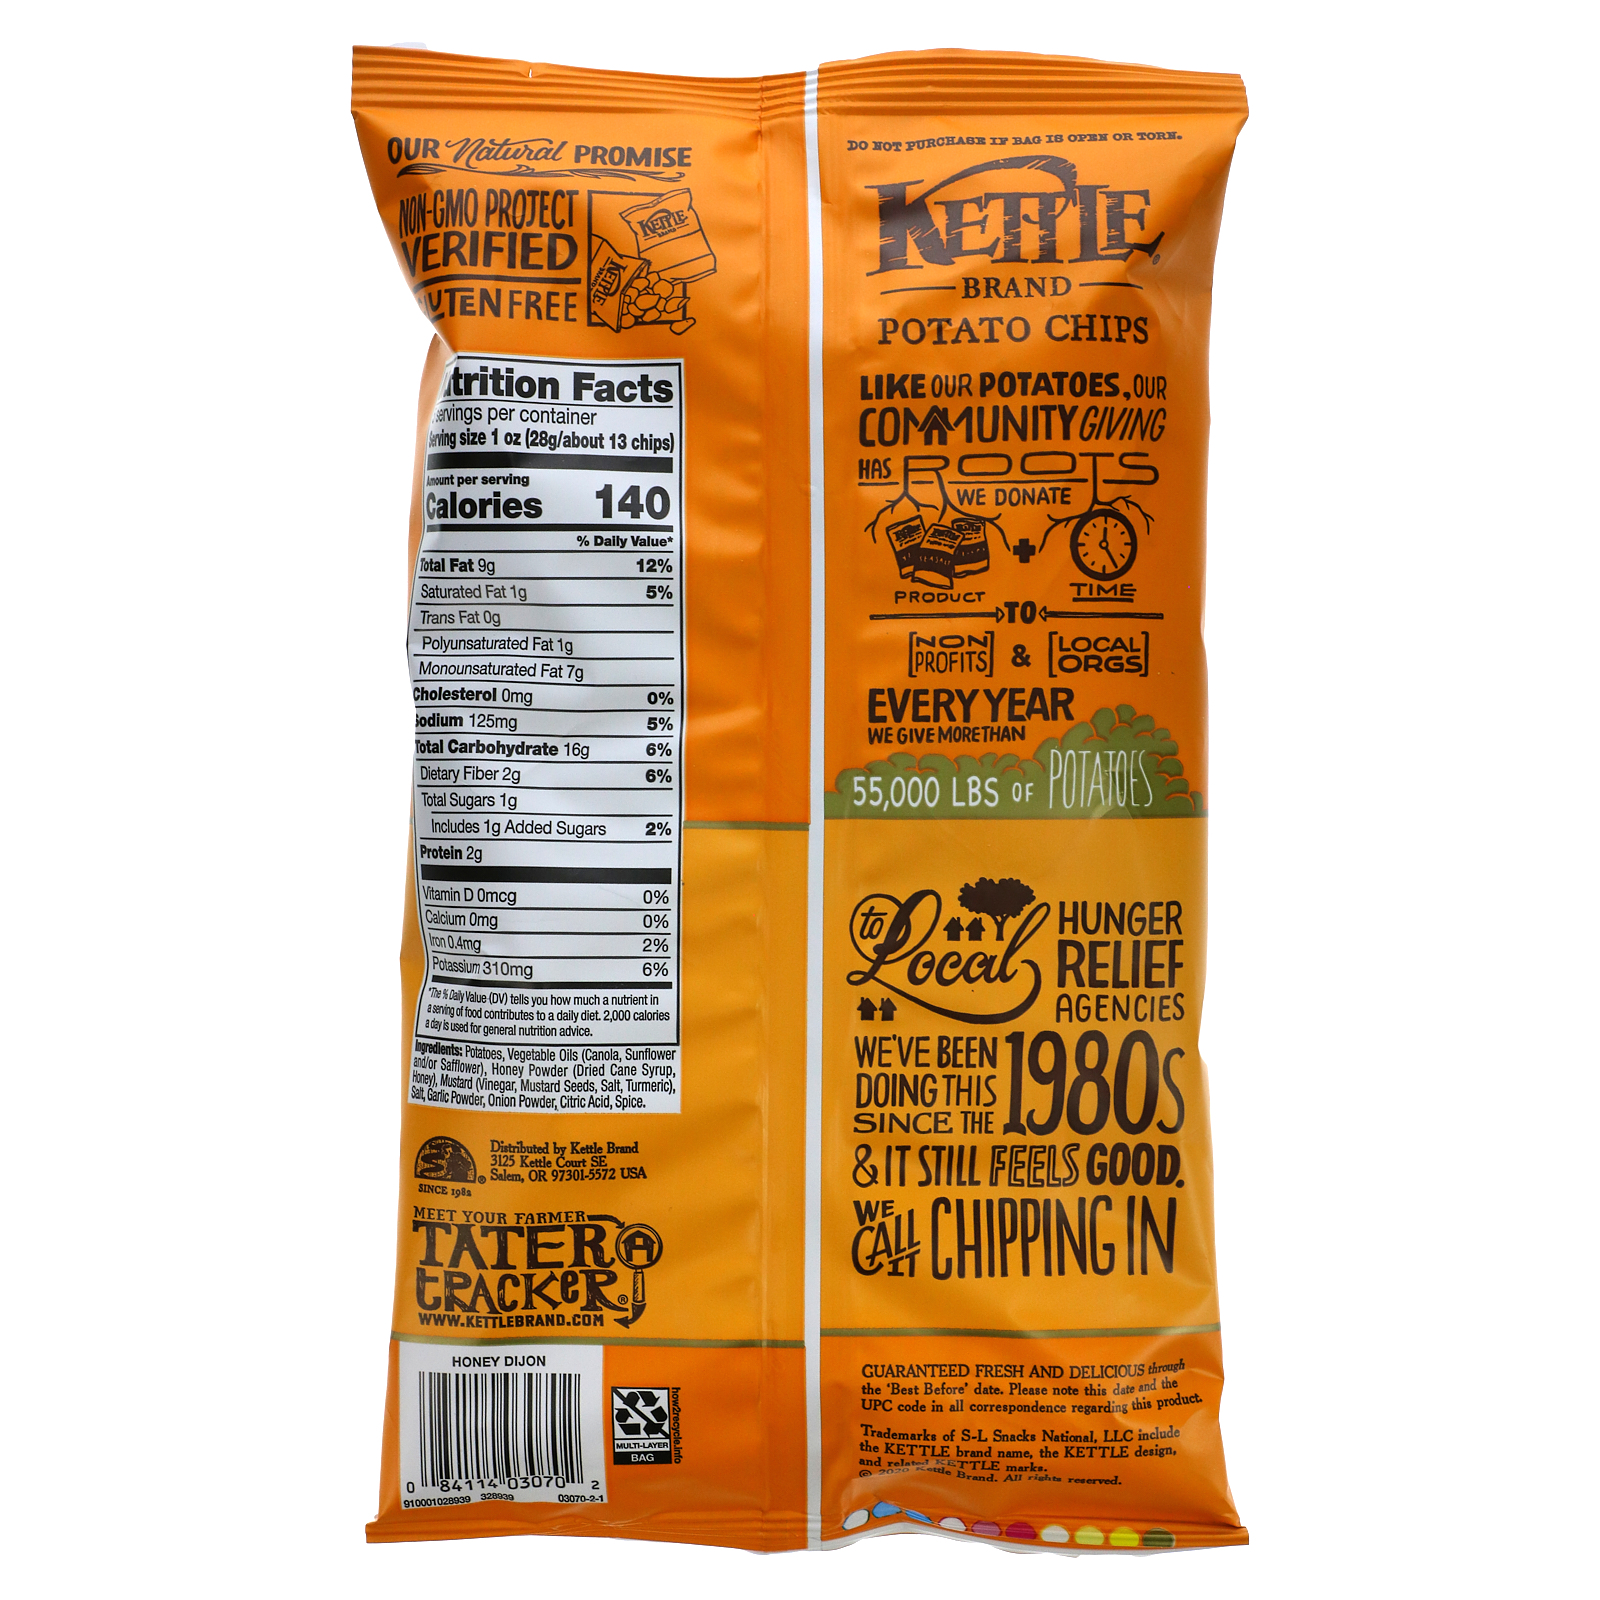 OUR Natural PROMISE
NON-GMO PROJECT
VERIFIED
GLUTEN FREE
KETTLE
BRAND
KETTLE
BRAND
Nutrition Facts
servings per container
Serving size 1 oz (28g/about 13 chips)
Amount per serving
Calories 140
% Daily Value*
Total Fat 9g 12%
Saturated Fat 1g 5%
Trans Fat 0g
Polyunsaturated Fat 1g
Monounsaturated Fat 7g
Cholesterol 0mg 0%
Sodium 125mg 5%
Total Carbohydrate 16g 6%
Dietary Fiber 2g 6%
Total Sugars 1g
Includes 1g Added Sugars 2%
Protein 2g
Vitamin D 0mcg 0%
Calcium 0mg 0%
Iron 0.4mg 2%
Potassium 310mg 6%
*The % Daily Value (DV) tells you how much a nutrient in
a serving of food contributes to a daily diet. 2,000 calories
a day is used for general nutrition advice.
Ingredients: Potatoes, Vegetable Oils (Canola, Sunflower
and/or Safflower), Honey Powder (Dried Cane Syrup,
Honey), Mustard (Vinegar, Mustard Seeds, Salt, Turmeric),
Salt, Garlic Powder, Onion Powder, Citric Acid, Spice.
S
SINCE 1982
Distributed by Kettle Brand
3125 Kettle Court SE
Salem, OR 97301-5572 USA
MEET YOUR FARMER
TATER
TRACKER®
WWW.KETTLEBRAND.COM
HONEY DIJON
0 84114 03070 2
910001028939 328939 03070-2-1
MULTI-LAYER
BAG
how2recycle.info
DO NOT PURCHASE IF BAG IS OPEN OR TORN.
KETTLE®
BRAND
POTATO CHIPS
LIKE OUR POTATOES, OUR
COMMUNITY GIVING
HAS ROOTS
WE DONATE
+
PRODUCT TIME
TO
[NON PROFITS] & [LOCAL ORGS]
EVERY YEAR
WE GIVE MORE THAN
55,000 LBS OF POTATOES
to Local
HUNGER
RELIEF
AGENCIES
WE'VE BEEN
DOING THIS
SINCE THE 1980s
& IT STILL FEELS GOOD.
WE CALL IT CHIPPING IN
GUARANTEED FRESH AND DELICIOUS through
the 'Best Before' date. Please note this date and the
UPC code in all correspondence regarding this product.
Trademarks of S-L Snacks National, LLC include
the KETTLE brand name, the KETTLE design,
and related KETTLE marks.
© 2020 Kettle Brand. All rights reserved.